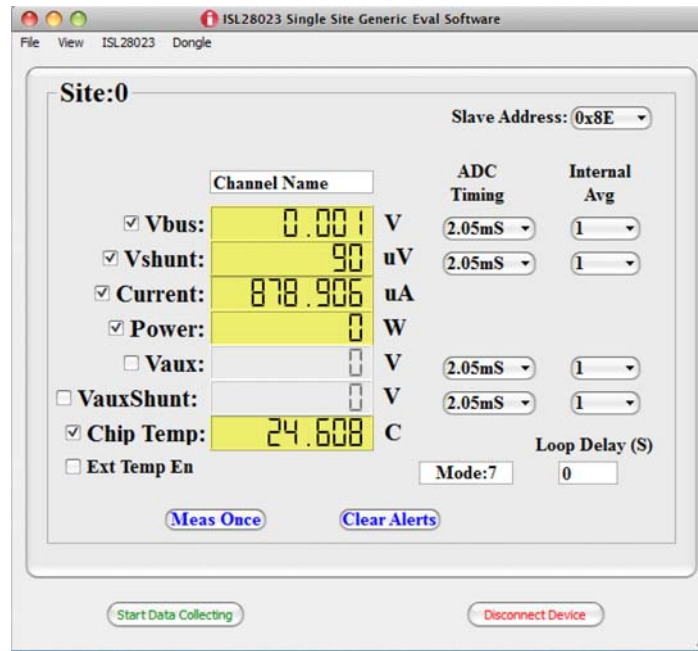 ISL28023 Single Site Generic Eval Software
File View ISL28023 Dongle
Site:0
Slave Address: 0x8E
Channel Name
ADC Timing
Internal Avg
Vbus: 0.001 V 2.05mS 1
Vshunt: 90 uV 2.05mS 1
Current: 878.906 uA
Power: 0 W
Vaux: 0 V 2.05mS 1
VauxShunt: 0 V 2.05mS 1
Chip Temp: 24.608 C
Loop Delay (S)
Ext Temp En
Mode:7 0
Meas Once Clear Alerts
Start Data Collecting Disconnect Device